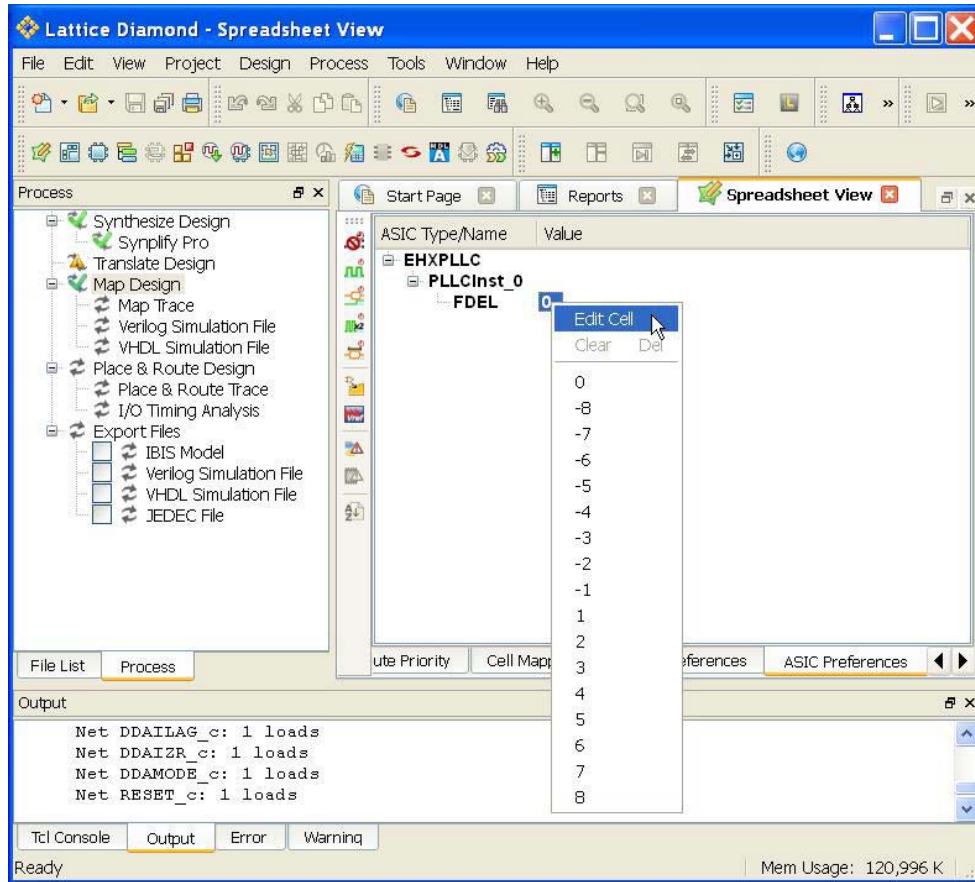 Lattice Diamond - Spreadsheet View
File Edit View Project Design Process Tools Window Help
Process
Synthesize Design
Synplify Pro
Translate Design
Map Design
Map Trace
Verilog Simulation File
VHDL Simulation File
Place & Route Design
Place & Route Trace
I/O Timing Analysis
Export Files
IBIS Model
Verilog Simulation File
VHDL Simulation File
JEDEC File
File List Process
Start Page Reports Spreadsheet View
ASIC Type/Name Value
EHXPLLC
PLLCInst_0
FDEL 0
Edit Cell
Clear Del
0
-8
-7
-6
-5
-4
-3
-2
-1
1
2
3
4
5
6
7
8
ute Priority Cell Mapp eferences ASIC Preferences
Output
Net DDAILAG_c: 1 loads
Net DDAIZR_c: 1 loads
Net DDAMODE_c: 1 loads
Net RESET_c: 1 loads
Tcl Console Output Error Warning
Ready Mem Usage: 120,996 K